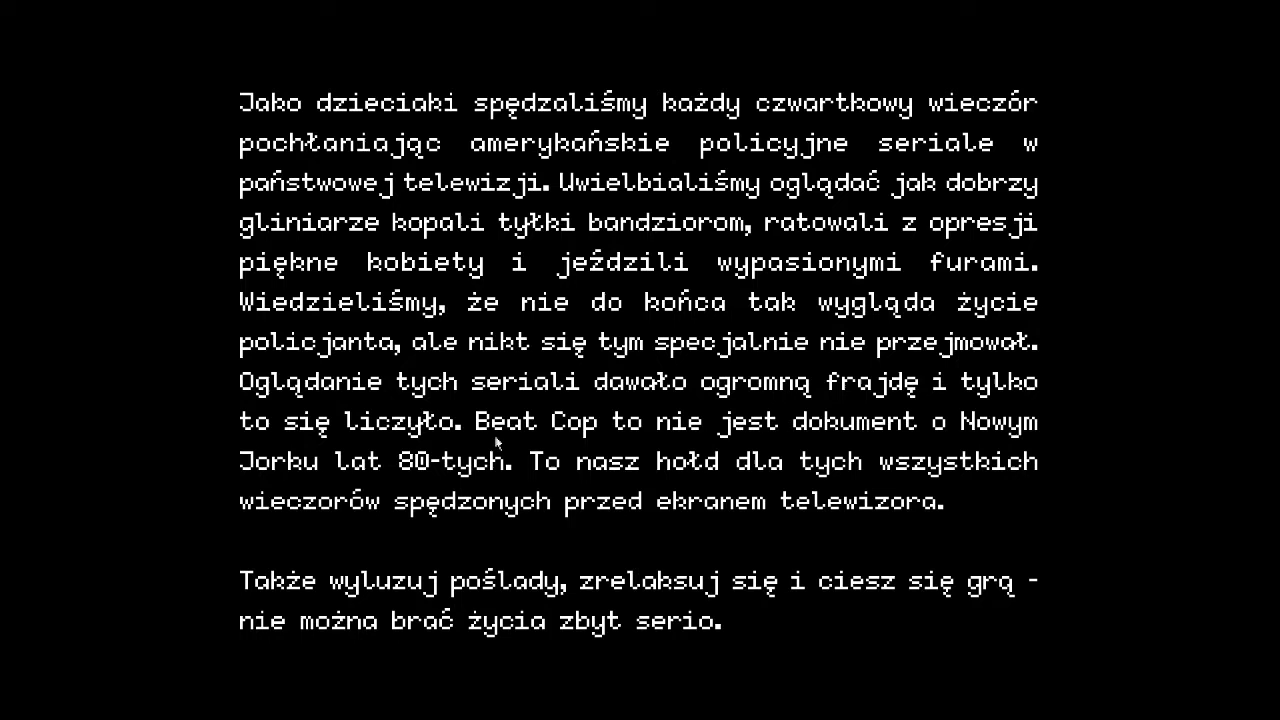 Jako dzieciaki spędzaliśmy każdy czwartkowy wieczór
pochłaniając amerykańskie policyjne seriale w
państwowej telewizji. Uwielbialiśmy oglądać jak dobrzy
gliniarze kopali tyłki bandziorom, ratowali z opresji
piękne kobiety i jeździli wypasionymi furami.
Wiedzieliśmy, że nie do końca tak wygląda życie
policjanta, ale nikt się tym specjalnie nie przejmował.
Oglądanie tych seriali dawało ogromną frajdę i tylko
to się liczyło. Beat Cop to nie jest dokument o Nowym
Jorku lat 80-tych. To nasz hołd dla tych wszystkich
wieczorów spędzonych przed ekranem telewizora.
Także wyluzuj poślady, zrelaksuj się i ciesz się grą -
nie można brać życia zbyt serio.